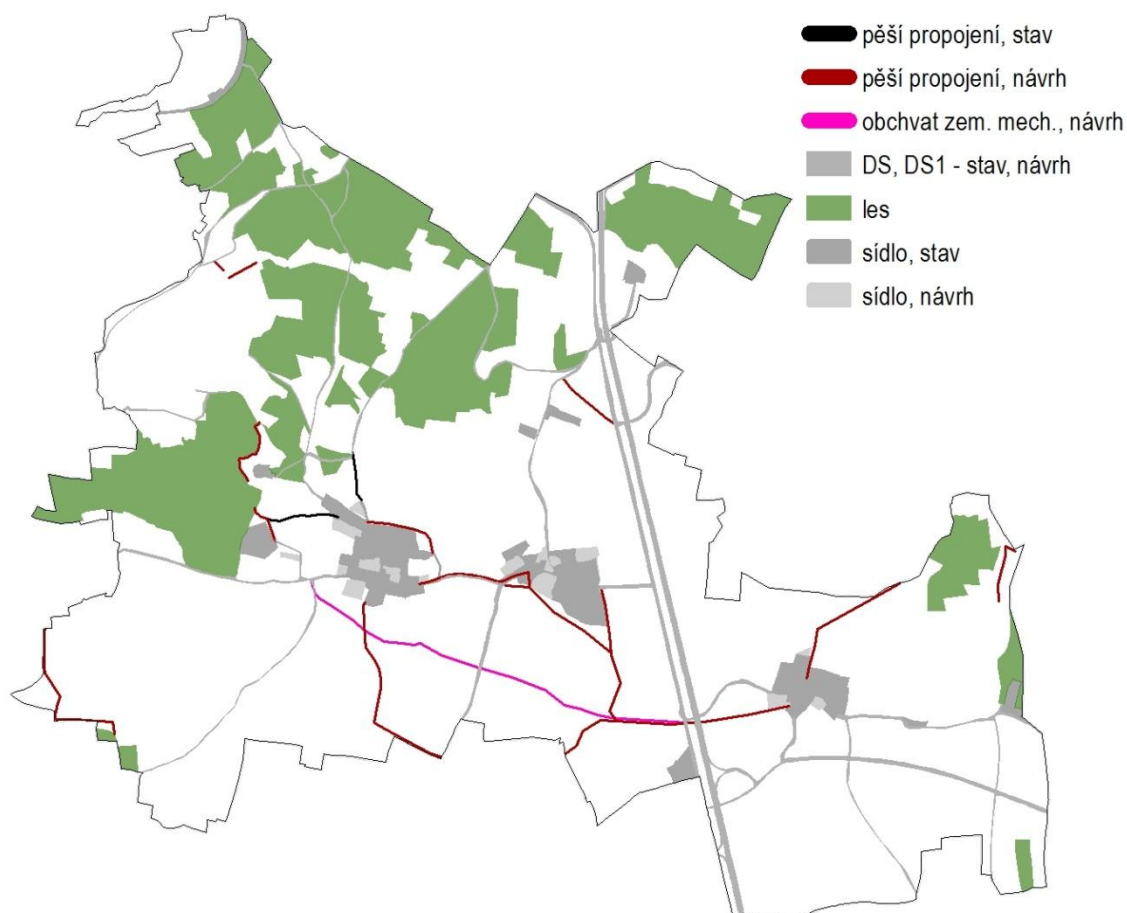 pěší propojení, stav
pěší propojení, návrh
obchvat zem. mech., návrh
DS, DS1 - stav, návrh
les
sídlo, stav
sídlo, návrh